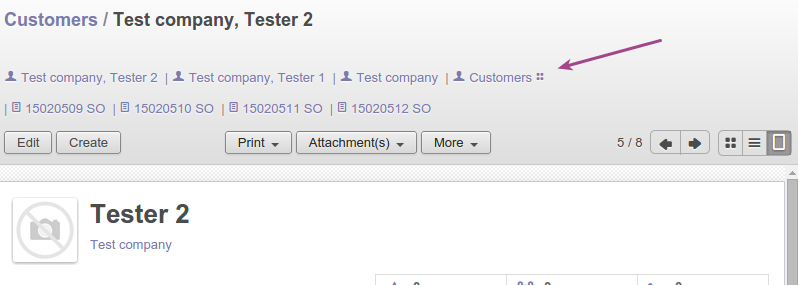 Customers / Test company, Tester 2
Test company, Tester 2 | Test company, Tester 1 | Test company | Customers
| 15020509 SO | 15020510 SO | 15020511 SO | 15020512 SO
Edit Create Print Attachment(s) More 5 / 8
Tester 2
Test company